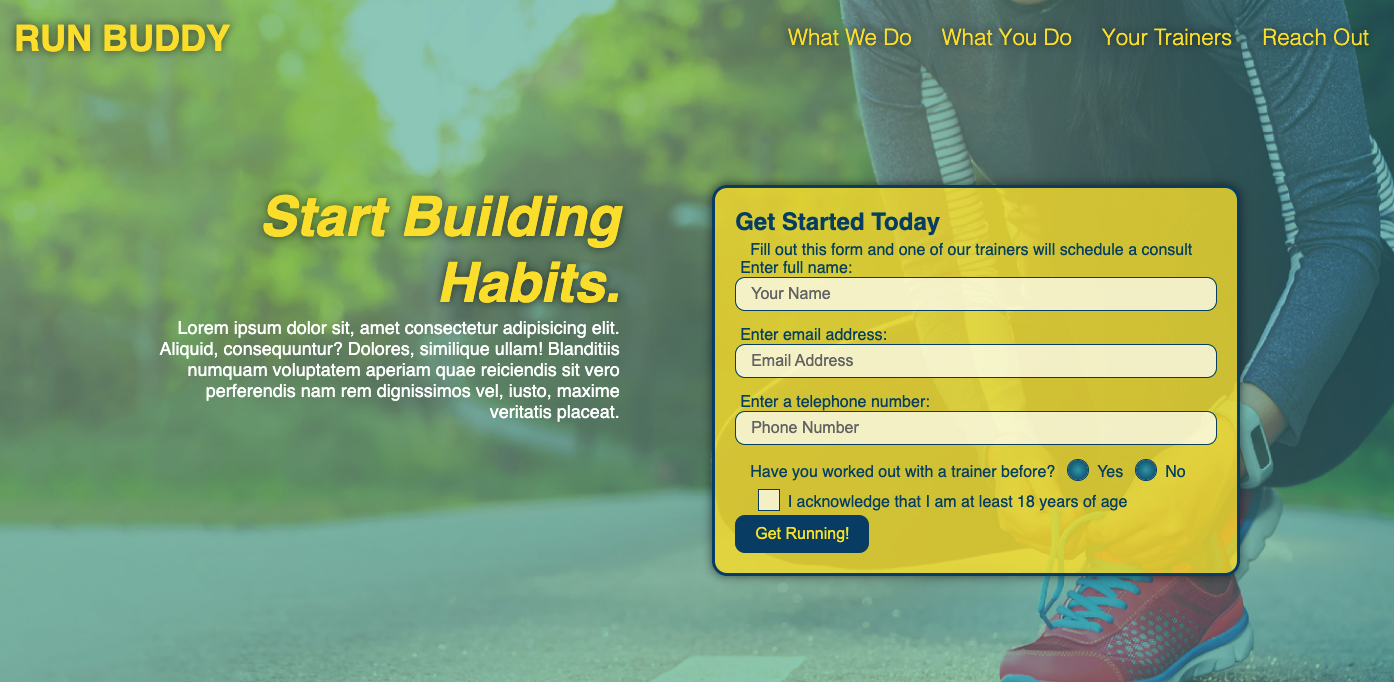 RUN BUDDY
What We Do
What You Do
Your Trainers
Reach Out
Start Building
Habits.
Lorem ipsum dolor sit, amet consectetur adipisicing elit.
Aliquid, consequuntur? Dolores, similique ullam! Blanditiis
numquam voluptatem aperiam quae reiciendis sit vero
perferendis nam rem dignissimos vel, iusto, maxime
veritatis placeat.
Get Started Today
Fill out this form and one of our trainers will schedule a consult
Enter full name:
Your Name
Enter email address:
Email Address
Enter a telephone number:
Phone Number
Have you worked out with a trainer before? Yes No
I acknowledge that I am at least 18 years of age
Get Running!